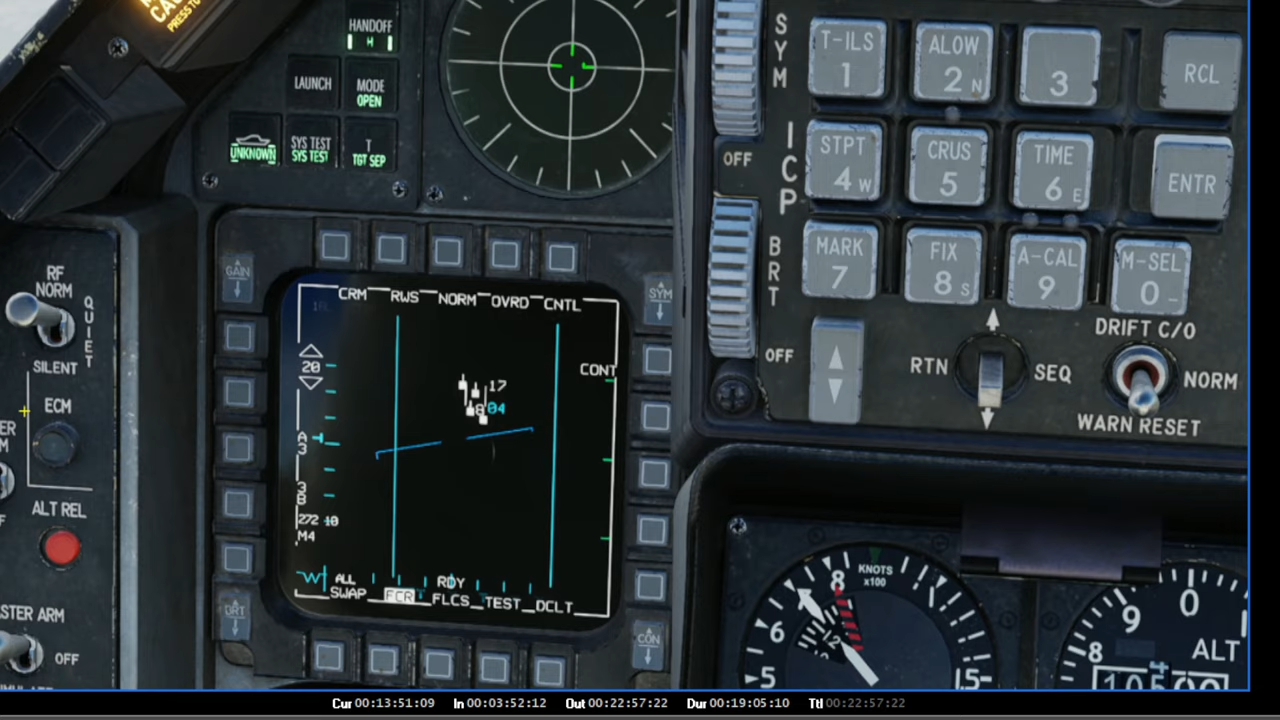 HANDOFF
H
LAUNCH
MODE
OPEN
UNKNOWN
SYS TEST
SYS TEST
T
TGT SEP
PRESS TO
RF
NORM
QUIET
SILENT
ECM
ALT REL
OFF
GAIN
SYM
CON
CRM RWS NORM OVRD CNTL
20
CONT
17
04
A
3
3
B
272 40
M4
ALL
RDY
SWAP FCR FLCS TEST DCLT
SYM
ICP
BRT
OFF
OFF
T-ILS
1
ALOW
2 N
3
RCL
STPT
4 W
CRUS
5
TIME
6 E
ENTR
MARK
7
FIX
8 S
A-CAL
9
M-SEL
0 -
RTN
SEQ
DRIFT C/O
NORM
WARN RESET
KNOTS
x100
8
6
5
0
9
8
ALT
Cur 00:13:51:09 In 00:03:52:12 Out 00:22:57:22 Dur 00:19:05:10 Ttl 00:22:57:22